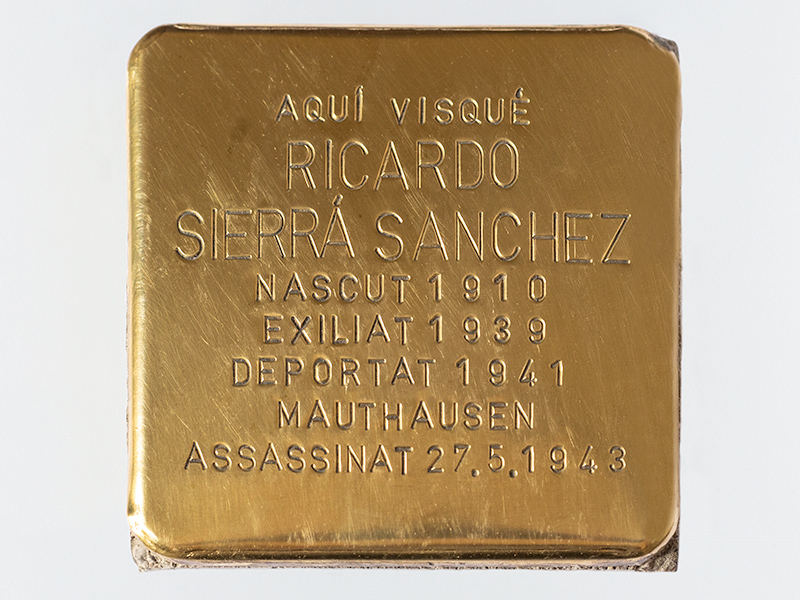 AQUÍ VISQUÉ
RICARDO
SIERRÁ SANCHEZ
NASCUT 1910
EXILIAT 1939
DEPORTAT 1941
MAUTHAUSEN
ASSASSINAT 27.5.1943